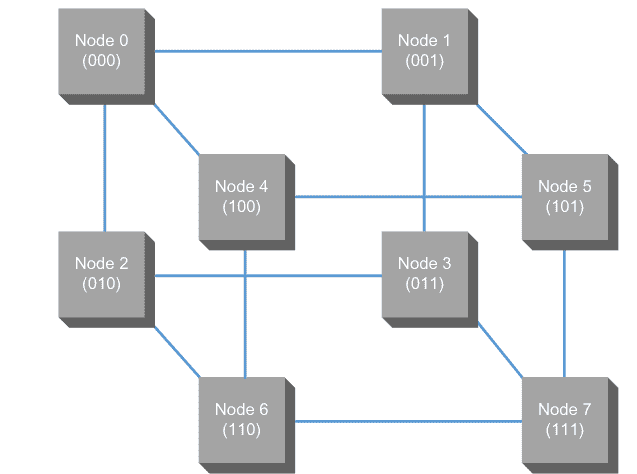 Node 0
(000)
Node 1
(001)
Node 4
(100)
Node 5
(101)
Node 2
(010)
Node 3
(011)
Node 6
(110)
Node 7
(111)